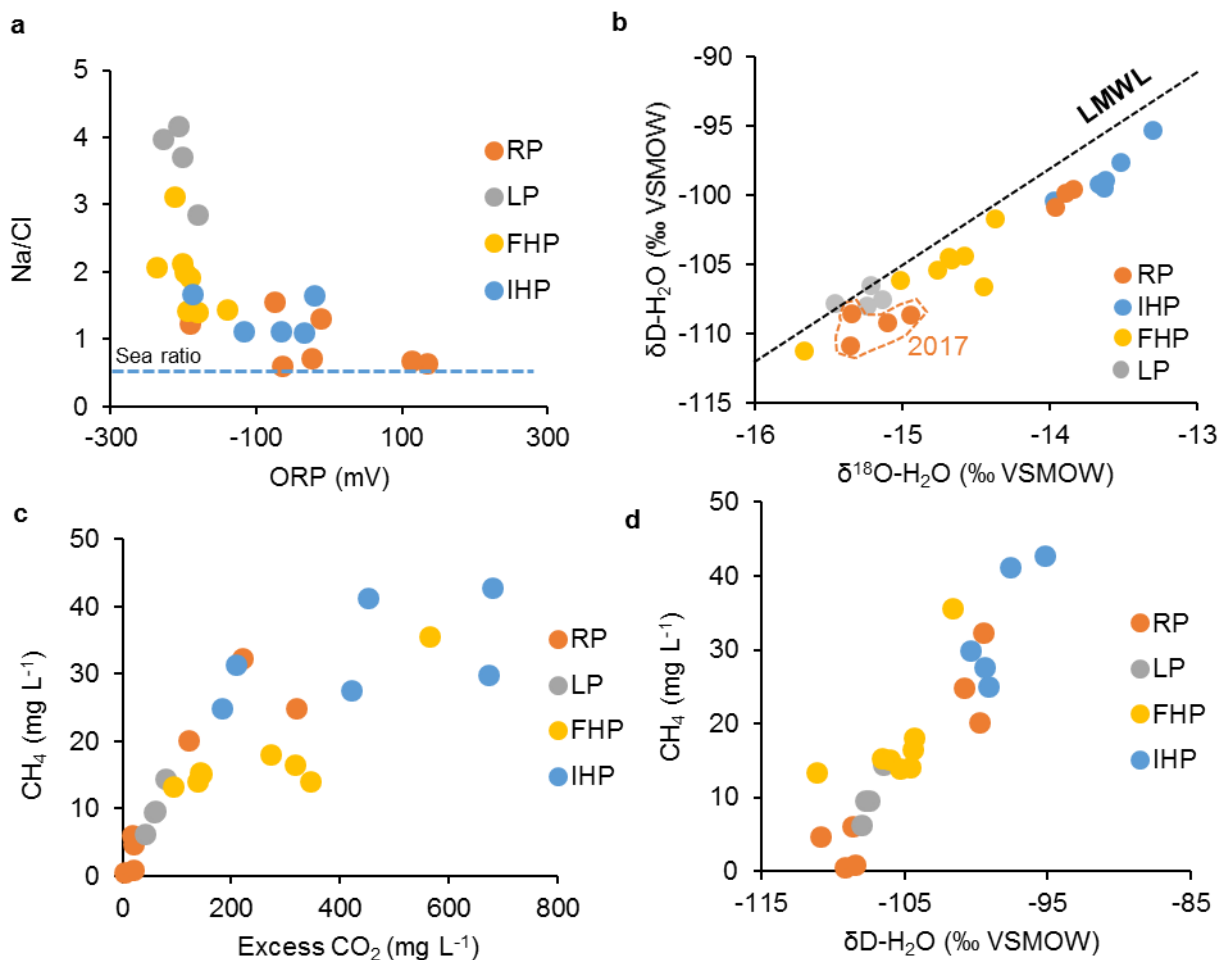 a
5
4
3
2
1
0
Na/Cl
Sea ratio
-300
-100
100
300
ORP (mV)
RP
LP
FHP
IHP
b
-90
-95
-100
-105
-110
-115
δD-H₂O (‰ VSMOW)
LMWL
2017
RP
IHP
FHP
LP
-16
-15
-14
-13
δ¹⁸O-H₂O (‰ VSMOW)
c
50
40
30
20
10
0
CH₄ (mg L⁻¹)
RP
LP
FHP
IHP
0
200
400
600
800
Excess CO₂ (mg L⁻¹)
d
50
40
30
20
10
0
CH₄ (mg L⁻¹)
RP
LP
FHP
IHP
-115
-105
-95
-85
δD-H₂O (‰ VSMOW)